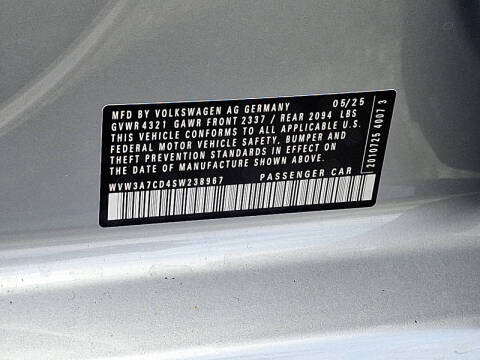 MFD BY VOLKSWAGEN AG GERMANY 05/25
GVWR 4321 GAWR FRONT 2337 / REAR 2094 LBS
THIS VEHICLE CONFORMS TO ALL APPLICABLE U.S.
FEDERAL MOTOR VEHICLE SAFETY, BUMPER AND
THEFT PREVENTION STANDARDS IN EFFECT ON
THE DATE OF MANUFACTURE SHOWN ABOVE.
WVW3A7CD4SW238967 PASSENGER CAR
2010725 4007 3